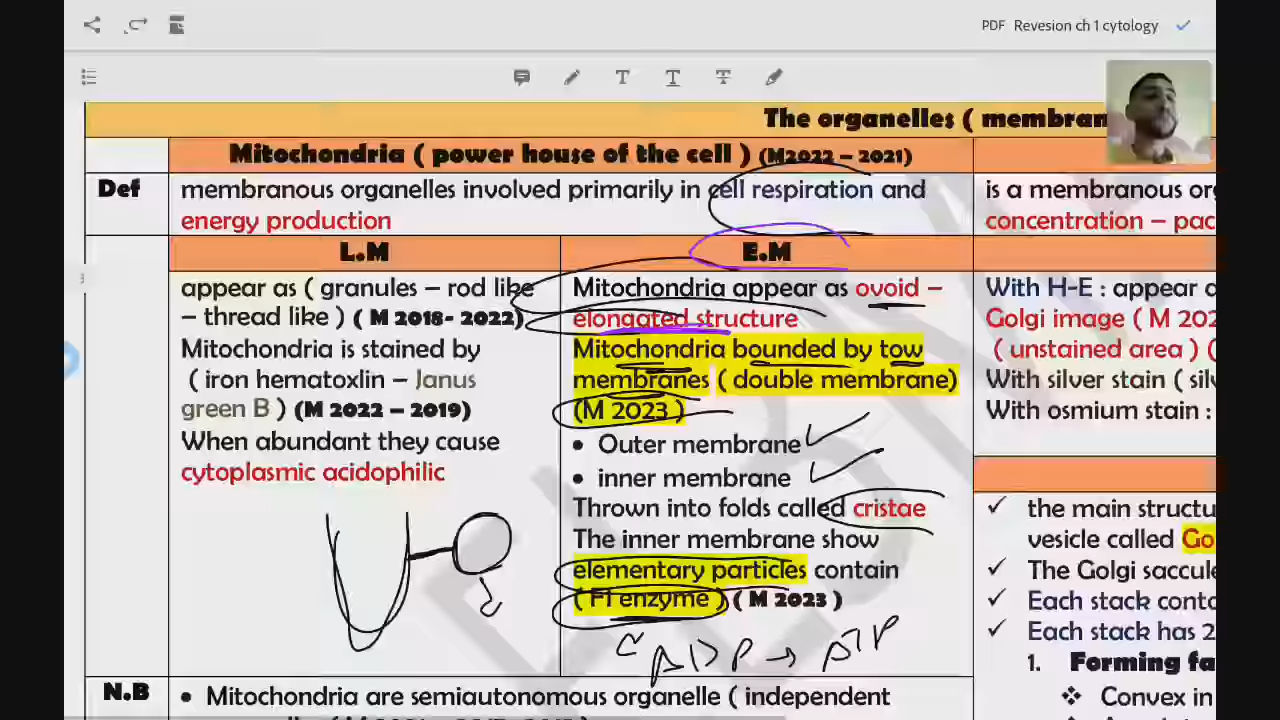 PDF Revesion ch 1 cytology
The organelles ( membran
Mitochondria ( power house of the cell ) (M2022 – 2021)
Def
membranous organelles involved primarily in cell respiration and
energy production
is a membranous org
concentration – pac
L.M
E.M
appear as ( granules – rod like
– thread like ) ( M 2018- 2022)
Mitochondria is stained by
( iron hematoxlin – Janus
green B ) (M 2022 – 2019)
When abundant they cause
cytoplasmic acidophilic
Mitochondria appear as ovoid –
elongated structure
Mitochondria bounded by tow
membranes ( double membrane)
(M 2023 )
• Outer membrane
• inner membrane
Thrown into folds called cristae
The inner membrane show
elementary particles contain
( FI enzyme ) ( M 2023 )
ADP → ATP
With H-E : appear a
Golgi image ( M 202
( unstained area ) (
With silver stain ( silv
With osmium stain :
✓ the main structu
vesicle called Go
✓ The Golgi saccule
✓ Each stack conta
✓ Each stack has 2
1. Forming fa
❖ Convex in
N.B
• Mitochondria are semiautonomous organelle ( independent